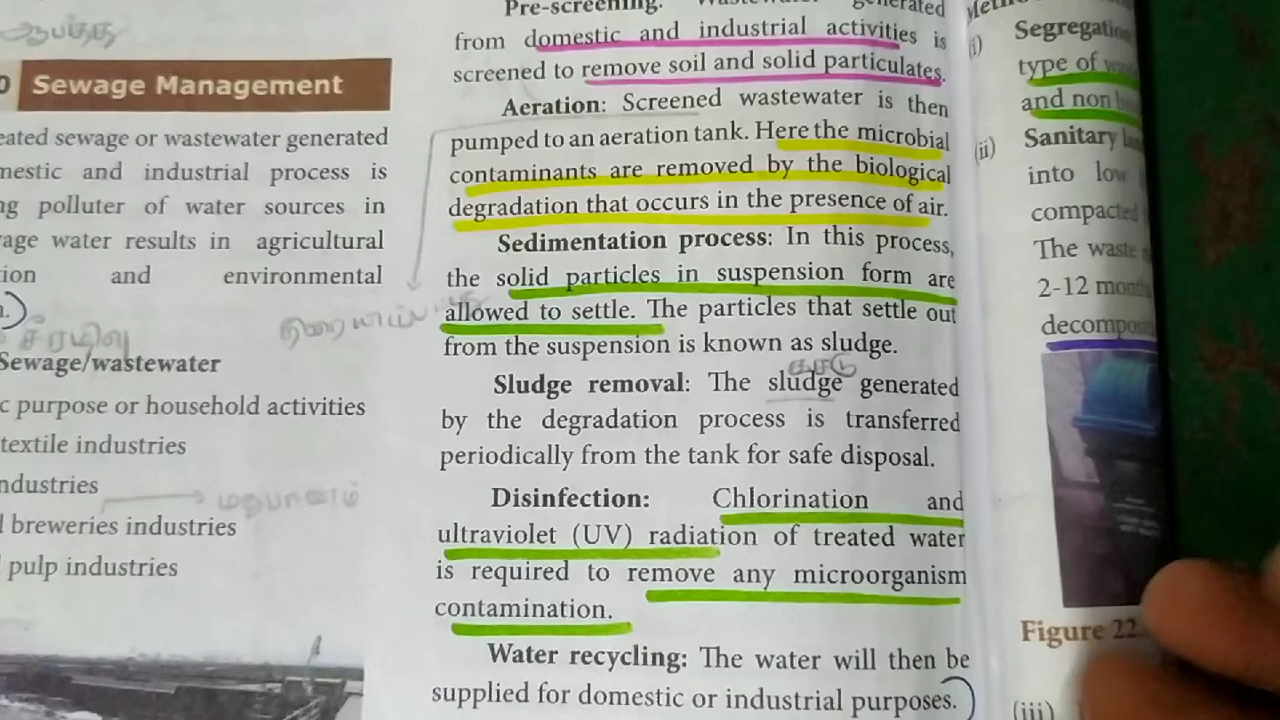 ஆபத்து
0 Sewage Management
eated sewage or wastewater generated
mestic and industrial process is
ng polluter of water sources in
vage water results in agricultural
ion and environmental
சீரழிவு
Sewage/wastewater
c purpose or household activities
textile industries
ndustries
மதுபானம்
l breweries industries
pulp industries
Pre-screening: Wastewater generated
from domestic and industrial activities is
screened to remove soil and solid particulates.
Aeration: Screened wastewater is then
pumped to an aeration tank. Here the microbial
contaminants are removed by the biological
degradation that occurs in the presence of air.
Sedimentation process: In this process,
the solid particles in suspension form are
allowed to settle. The particles that settle out
from the suspension is known as sludge.
Sludge removal: The sludge generated
by the degradation process is transferred
periodically from the tank for safe disposal.
Disinfection: Chlorination and
ultraviolet (UV) radiation of treated water
is required to remove any microorganism
contamination.
Water recycling: The water will then be
supplied for domestic or industrial purposes.
(i) Segregation
type of
and non
(ii) Sanitary
into low
compacted
The waste
2-12 mon
decompos
Figure 22
(iii)